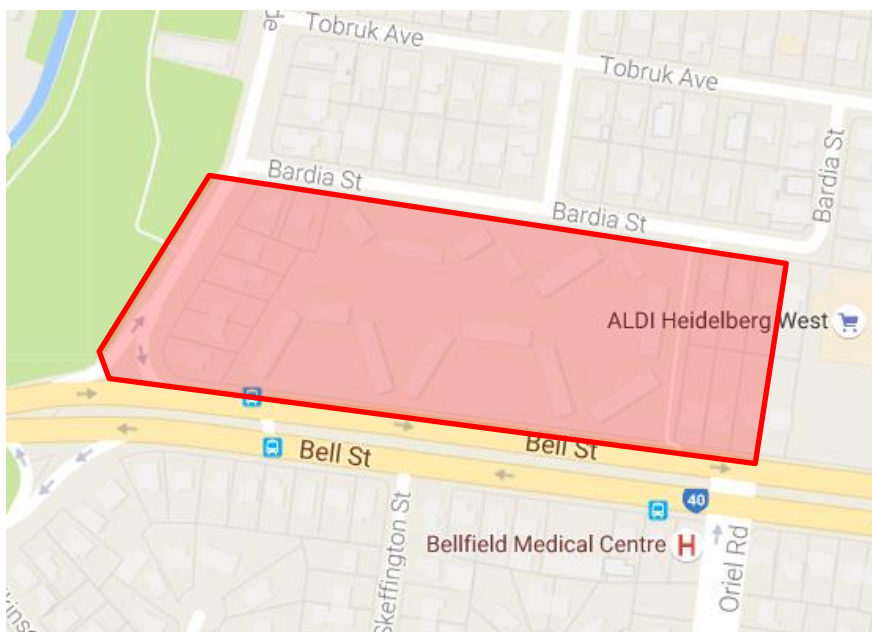 Tobruk Ave
Tobruk Ave
Bardia St
Bardia St
Bardia St
ALDI Heidelberg West
Bell St
Bell St
40
Bellfield Medical Centre H
Skeffington St
Oriel Rd